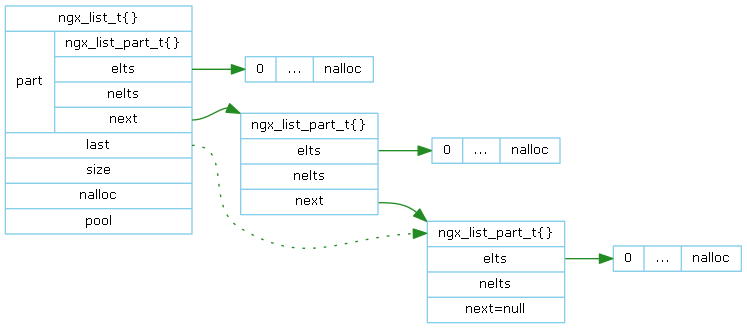 ngx_list_t{}
part
ngx_list_part_t{}
elts
nelts
next
last
size
nalloc
pool
0 ... nalloc
ngx_list_part_t{}
elts
nelts
next
0 ... nalloc
ngx_list_part_t{}
elts
nelts
next=null
0 ... nalloc